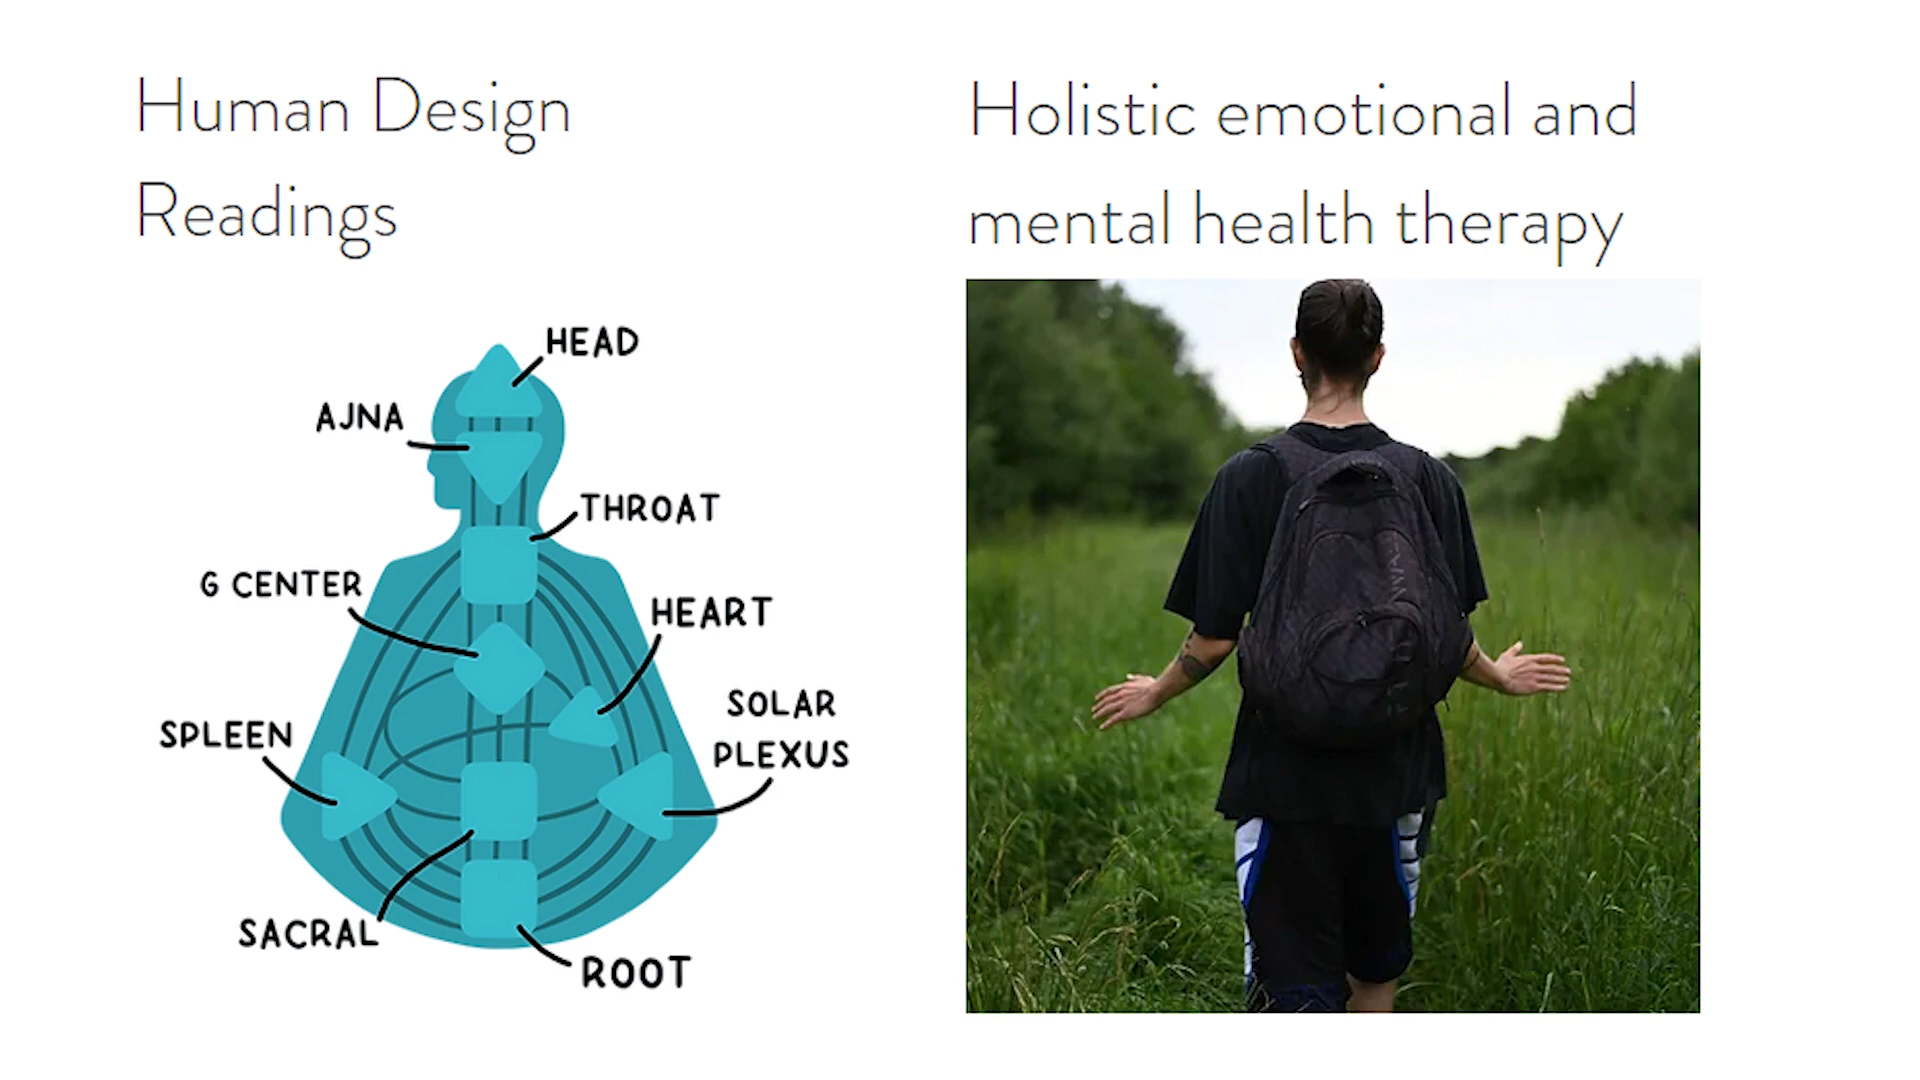 Human Design
Readings
HEAD
AJNA
THROAT
G CENTER
HEART
SOLAR
PLEXUS
SPLEEN
SACRAL
ROOT
Holistic emotional and
mental health therapy